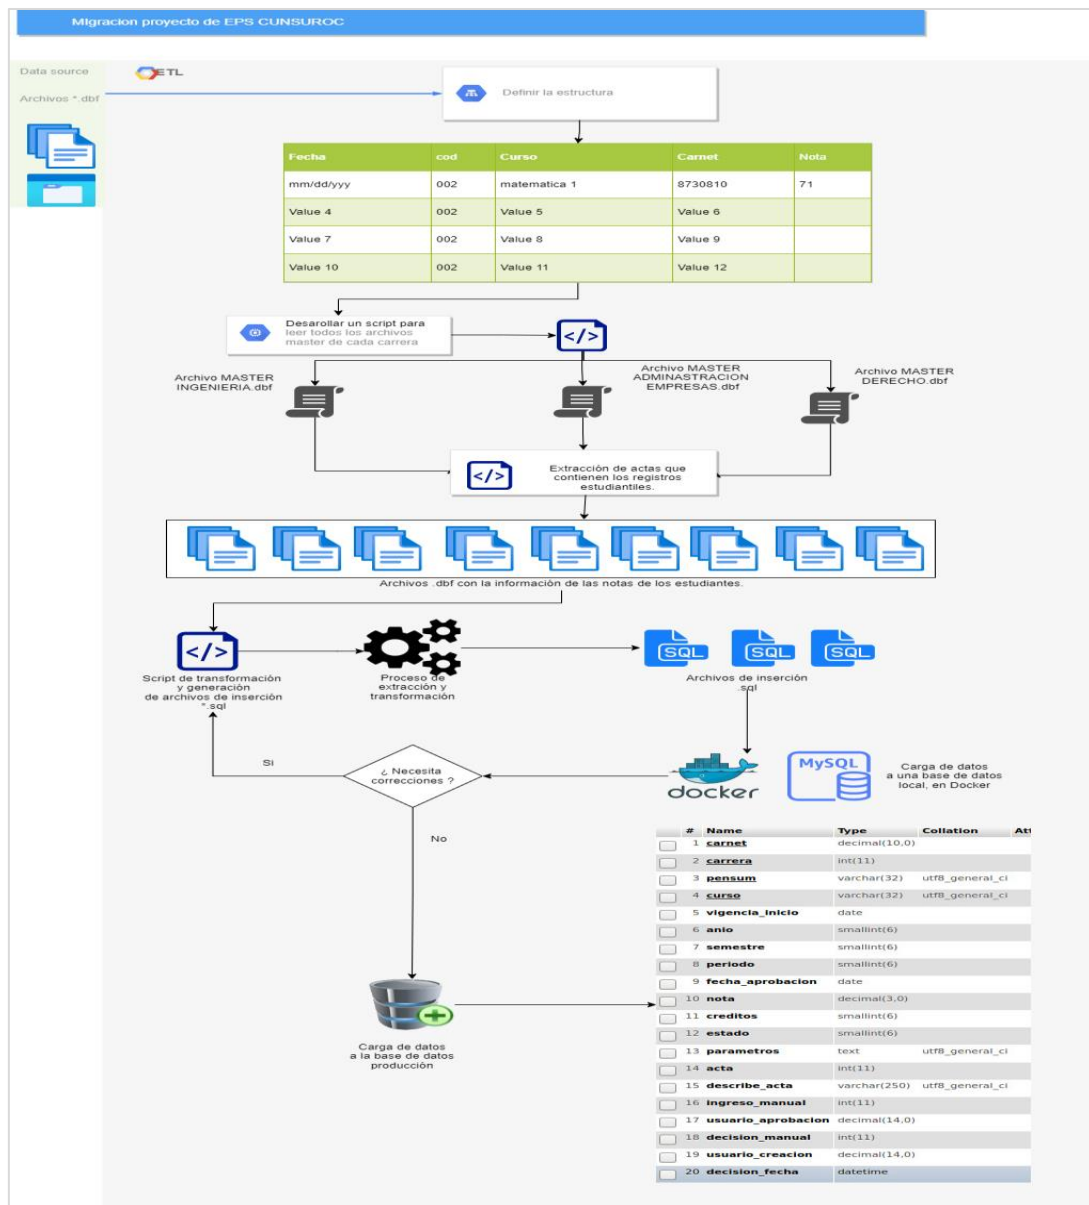 MIgracion proyecto de EPS CUNSUROC
Data source
ETL
Archivos *.dbf
Definir la estructura
Fecha cod Curso Carnet Nota
mm/dd/yyy 002 matematica 1 8730810 71
Value 4 002 Value 5 Value 6
Value 7 002 Value 8 Value 9
Value 10 002 Value 11 Value 12
Desarollar un script para
leer todos los archivos
master de cada carrera
</>
Archivo MASTER
INGENIERIA.dbf
Archivo MASTER
ADMINASTRACION
EMPRESAS.dbf
Archivo MASTER
DERECHO.dbf
</>
Extracción de actas que
contienen los registros
estudiantiles.
Archivos .dbf con la información de las notas de los estudiantes.
</>
Script de transformación
y generación
de archivos de inserción
*.sql
Proceso de
extracción y
transformación
SQL SQL SQL
Archivos de inserción
.sql
Si
¿ Necesita
correcciones ?
docker
MySQL
Carga de datos
a una base de datos
local, en Docker
No
# Name Type Collation Att
1 carnet decimal(10,0)
2 carrera int(11)
3 pensum varchar(32) utf8_general_ci
4 curso varchar(32) utf8_general_ci
5 vigencia_inicio date
6 anio smallint(6)
7 semestre smallint(6)
8 periodo smallint(6)
9 fecha_aprobacion date
10 nota decimal(3,0)
11 creditos smallint(6)
12 estado smallint(6)
13 parametros text utf8_general_ci
14 acta int(11)
15 describe_acta varchar(250) utf8_general_ci
16 ingreso_manual int(11)
17 usuario_aprobacion decimal(14,0)
18 decision_manual int(11)
19 usuario_creacion decimal(14,0)
20 decision_fecha datetime
Carga de datos
a la base de datos
producción